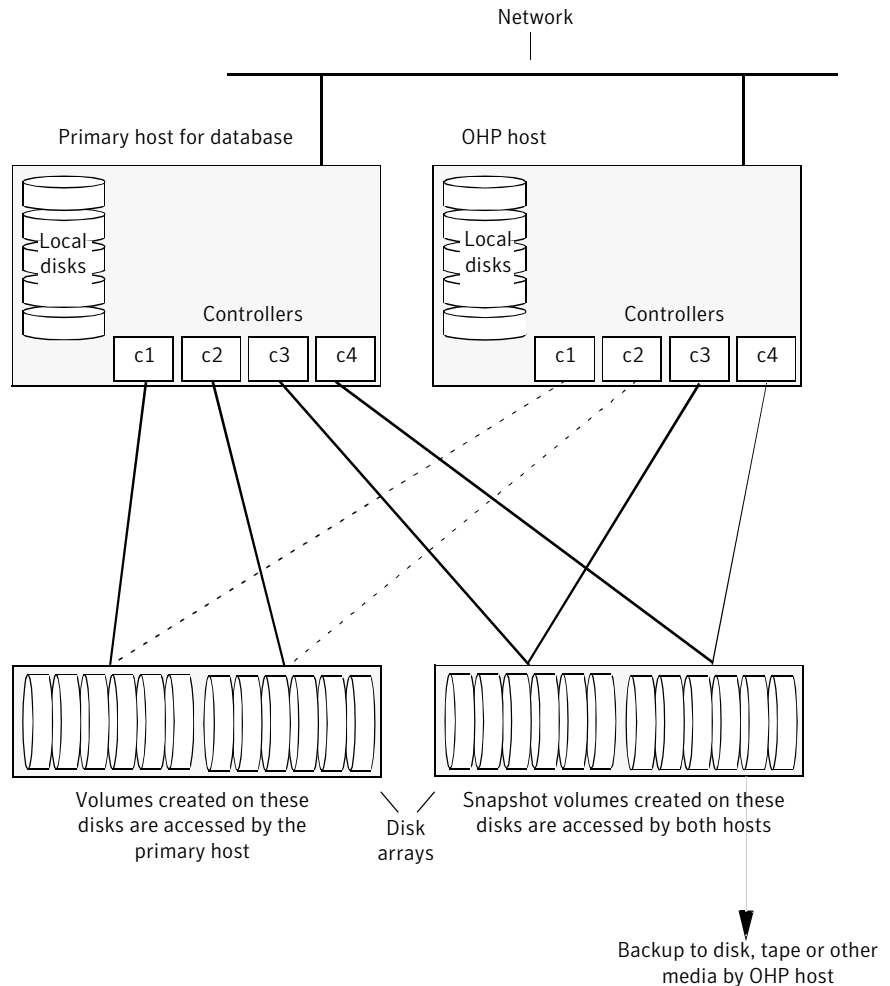 Network
Primary host for database
OHP host
Local
disks
Local
disks
Controllers
Controllers
c1
c2
c3
c4
c1
c2
c3
c4
Volumes created on these
disks are accessed by the
primary host
Disk
arrays
Snapshot volumes created on these
disks are accessed by both hosts
Backup to disk, tape or other
media by OHP host